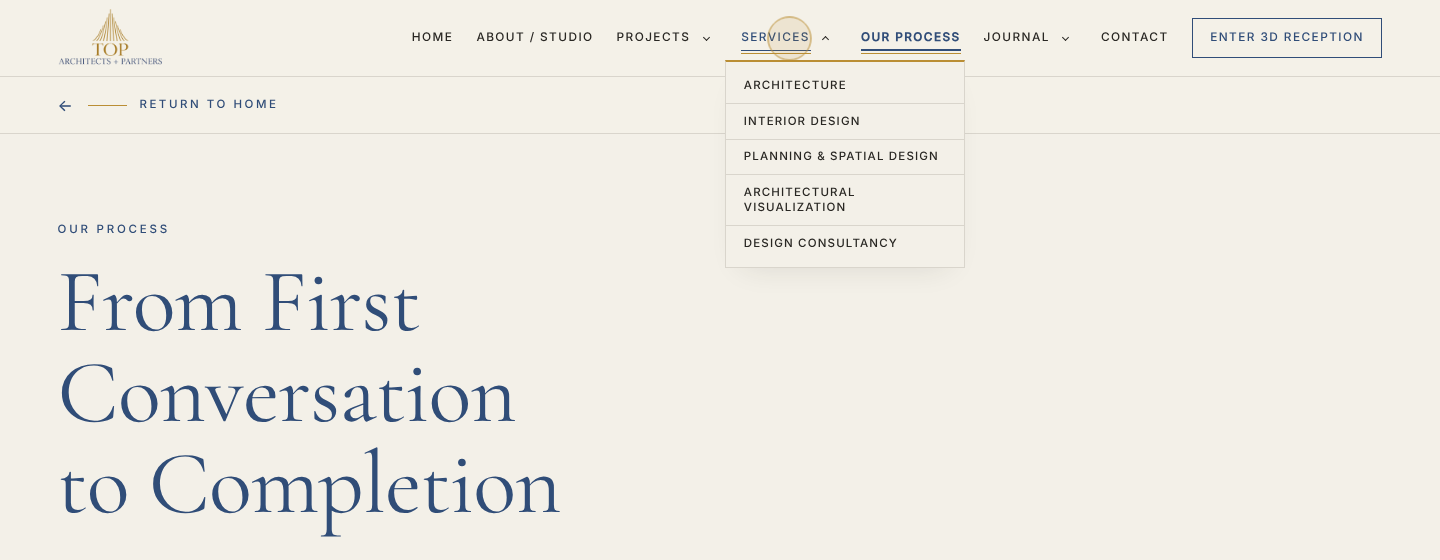 TOP
ARCHITECTS + PARTNERS
HOME
ABOUT / STUDIO
PROJECTS
SERVICES
OUR PROCESS
JOURNAL
CONTACT
ENTER 3D RECEPTION
ARCHITECTURE
INTERIOR DESIGN
PLANNING & SPATIAL DESIGN
ARCHITECTURAL
VISUALIZATION
DESIGN CONSULTANCY
RETURN TO HOME
OUR PROCESS
From First
Conversation
to Completion